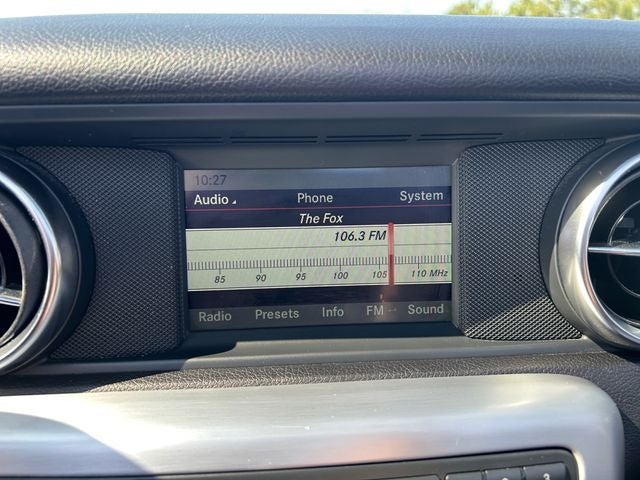 10:27
Audio Phone System
The Fox
106.3 FM
85 90 95 100 105 110 MHz
Radio Presets Info FM ↔ Sound